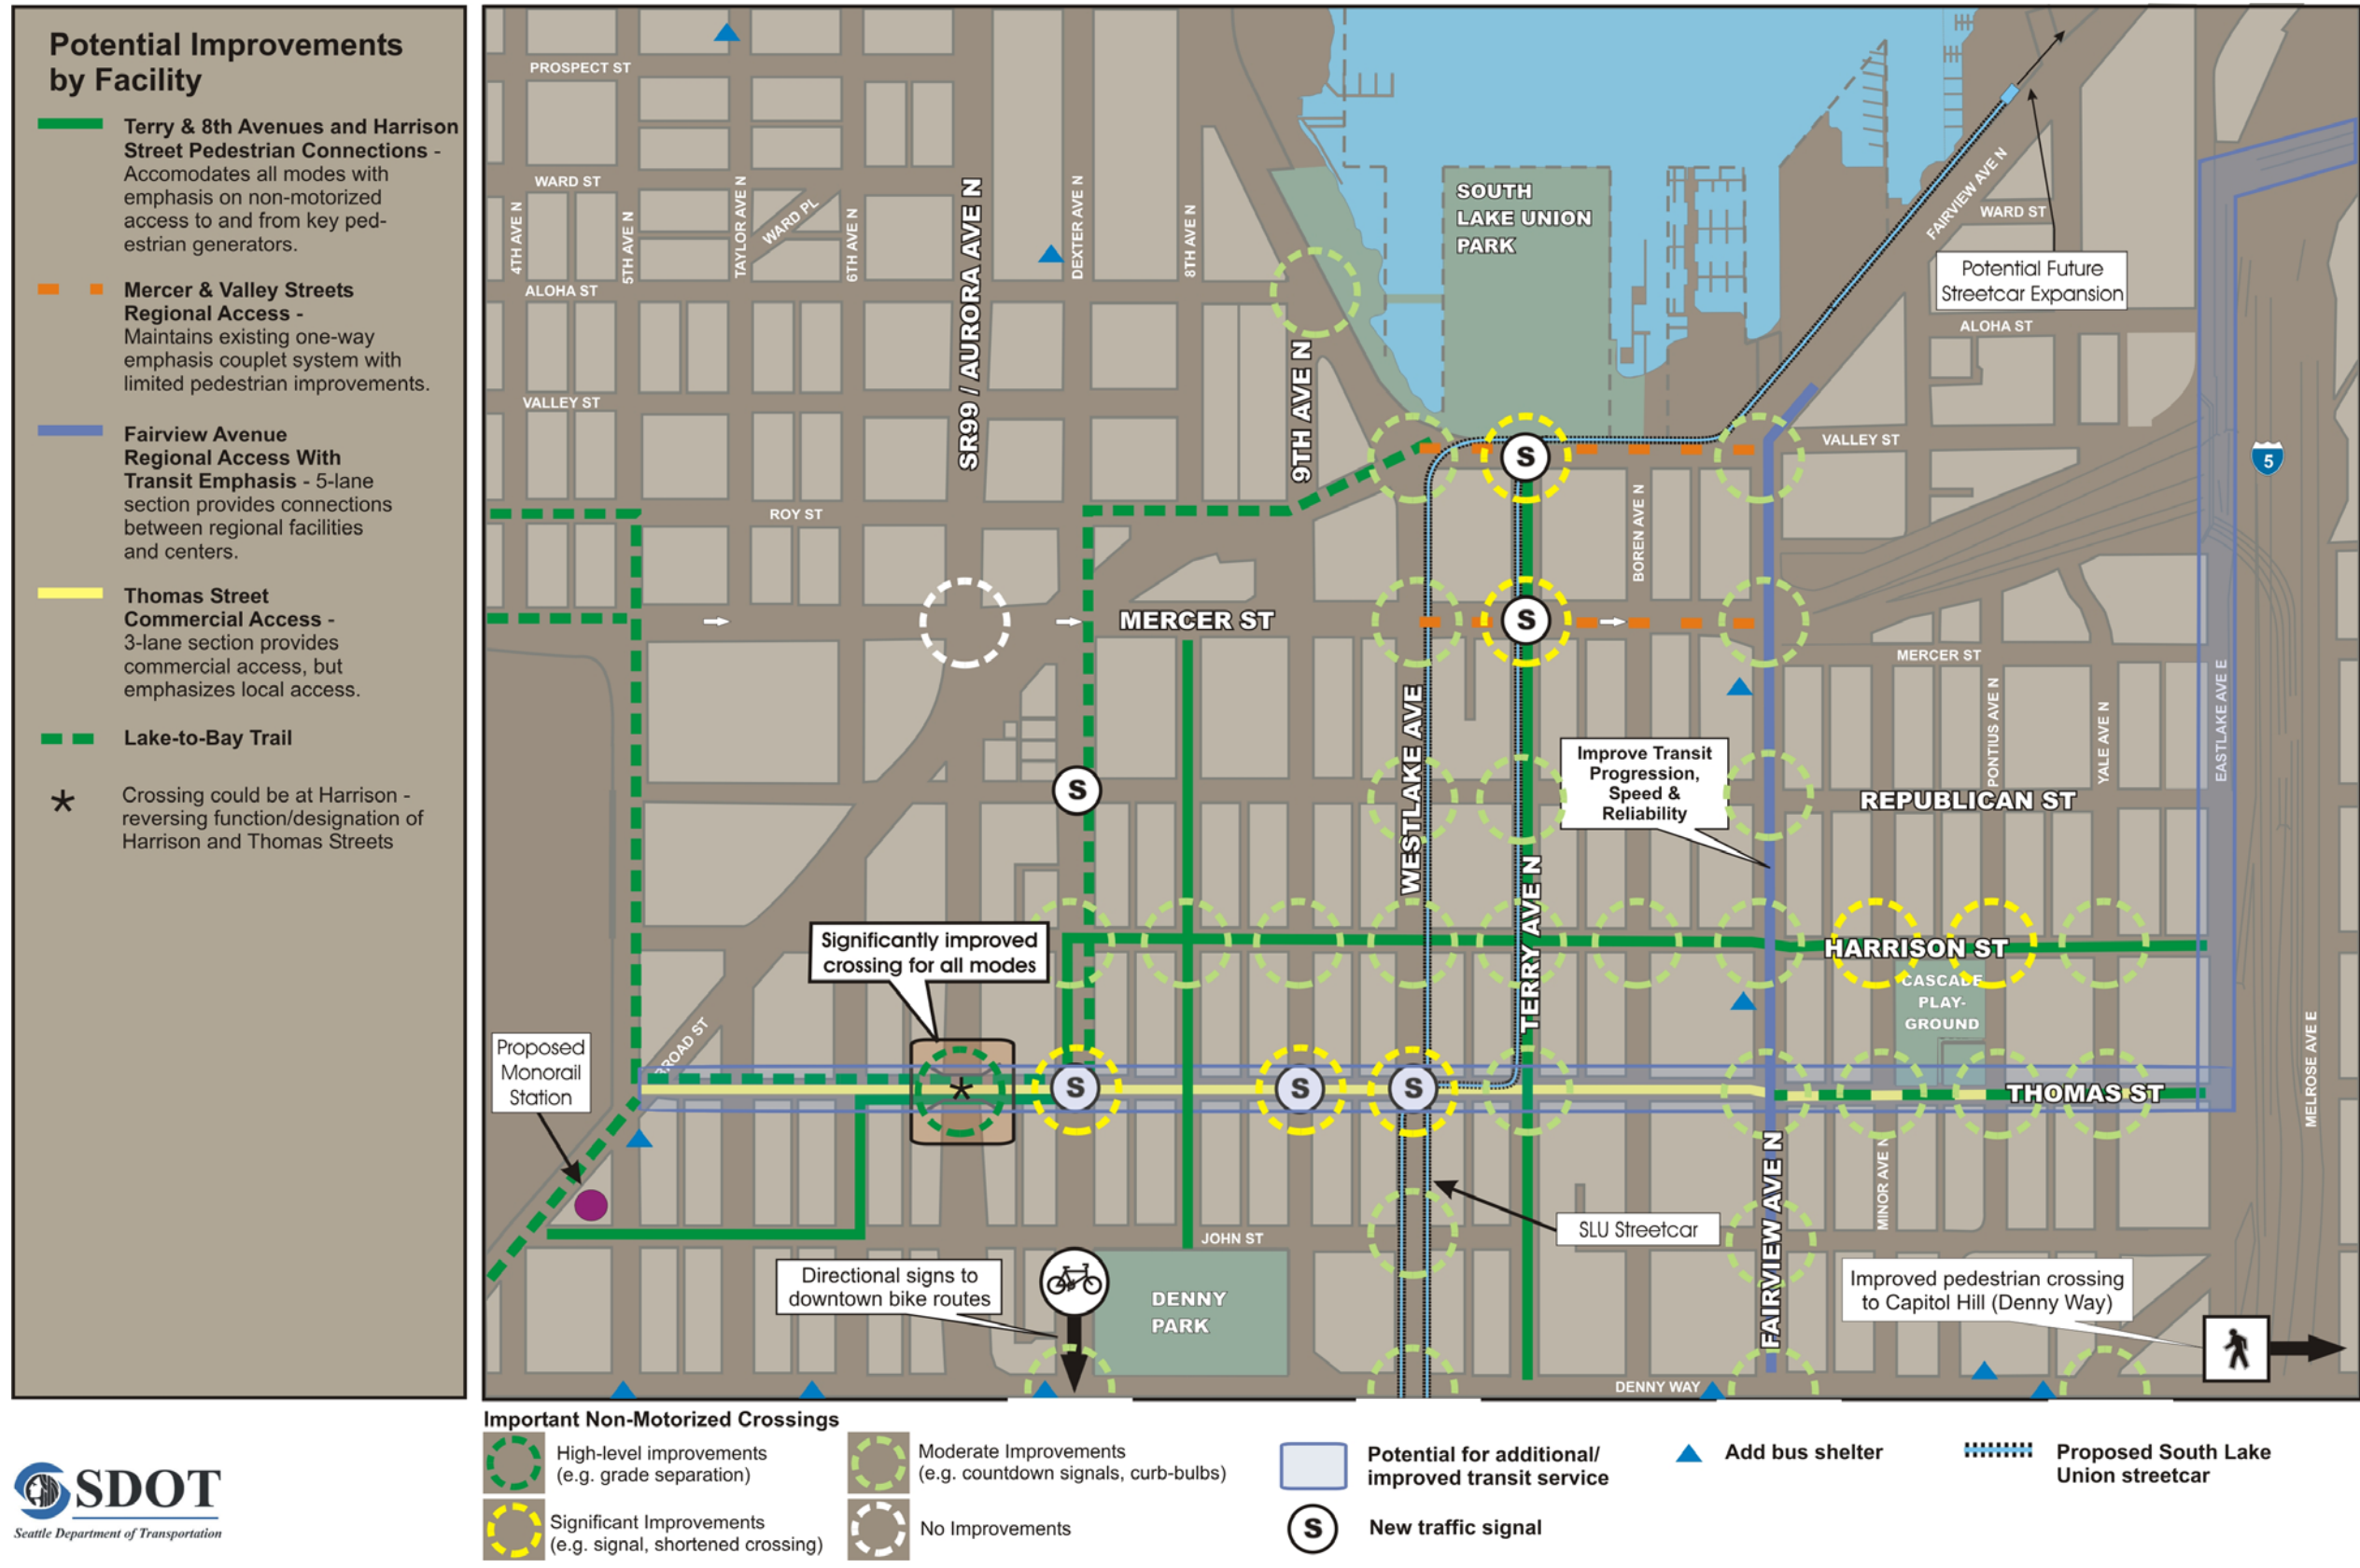 Potential Improvements
by Facility
Terry & 8th Avenues and Harrison
Street Pedestrian Connections -
Accomodates all modes with
emphasis on non-motorized
access to and from key ped-
estrian generators.
Mercer & Valley Streets
Regional Access -
Maintains existing one-way
emphasis couplet system with
limited pedestrian improvements.
Fairview Avenue
Regional Access With
Transit Emphasis - 5-lane
section provides connections
between regional facilities
and centers.
Thomas Street
Commercial Access -
3-lane section provides
commercial access, but
emphasizes local access.
Lake-to-Bay Trail
* Crossing could be at Harrison -
reversing function/designation of
Harrison and Thomas Streets
SDOT
Seattle Department of Transportation
PROSPECT ST
WARD ST
4TH AVE N
5TH AVE N
TAYLOR AVE N
WARD PL
6TH AVE N
SR99 / AURORA AVE N
DEXTER AVE N
8TH AVE N
ALOHA ST
VALLEY ST
9TH AVE N
ROY ST
SOUTH
LAKE UNION
PARK
FAIRVIEW AVE N
WARD ST
Potential Future
Streetcar Expansion
ALOHA ST
VALLEY ST
5
S
BOREN AVE N
MERCER ST
S
MERCER ST
WESTLAKE AVE
PONTIUS AVE N
YALE AVE N
EASTLAKE AVE E
S
Improve Transit
Progression,
Speed &
Reliability
REPUBLICAN ST
TERRY AVE N
Significantly improved
crossing for all modes
HARRISON ST
CASCADE
PLAY-
GROUND
BROAD ST
Proposed
Monorail
Station
*
S
S
S
THOMAS ST
MELROSE AVE E
FAIRVIEW AVE N
MINOR AVE N
SLU Streetcar
JOHN ST
Directional signs to
downtown bike routes
DENNY
PARK
Improved pedestrian crossing
to Capitol Hill (Denny Way)
DENNY WAY
Important Non-Motorized Crossings
High-level improvements
(e.g. grade separation)
Significant Improvements
(e.g. signal, shortened crossing)
Moderate Improvements
(e.g. countdown signals, curb-bulbs)
No Improvements
Potential for additional/
improved transit service
S New traffic signal
Add bus shelter
Proposed South Lake
Union streetcar